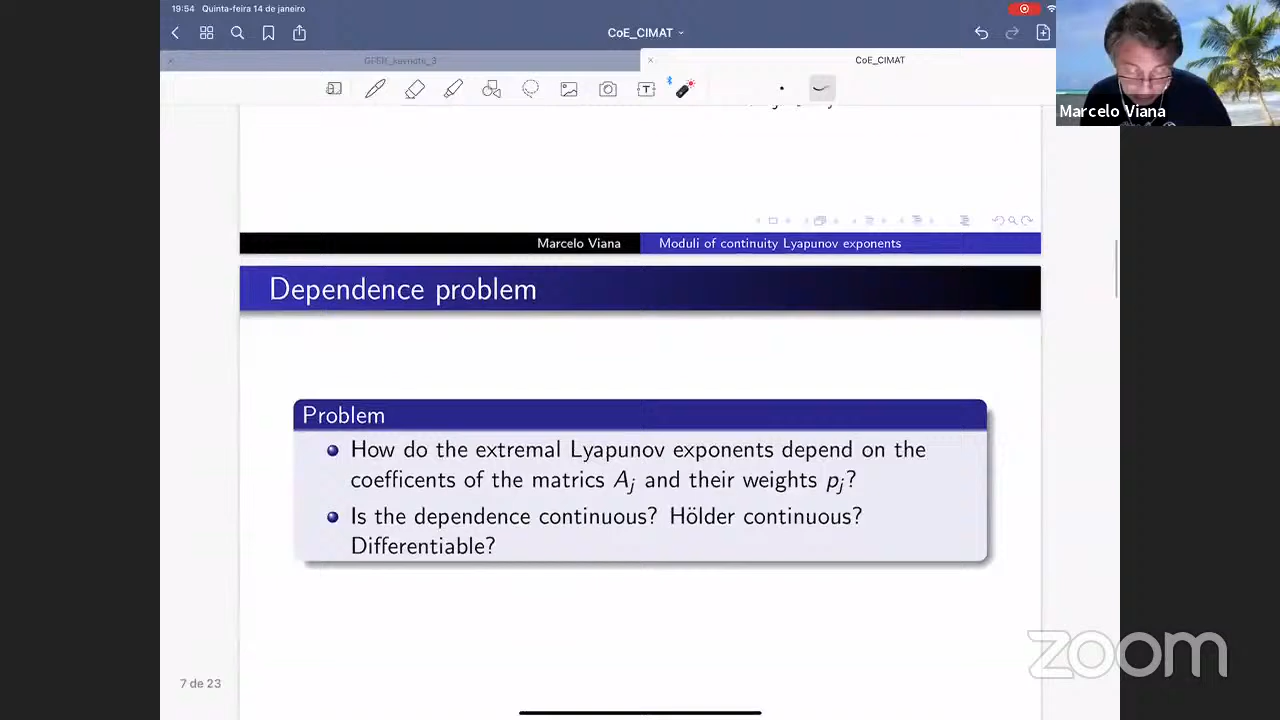 19:54 Quinta-feira 14 de janeiro
CoE_CIMAT
CoE_CIMAT
T
Marcelo Viana
Marcelo Viana
Moduli of continuity Lyapunov exponents
Dependence problem
Problem
How do the extremal Lyapunov exponents depend on the
coefficents of the matrics Aj and their weights pj?
Is the dependence continuous? Hölder continuous?
Differentiable?
zoom
7 de 23